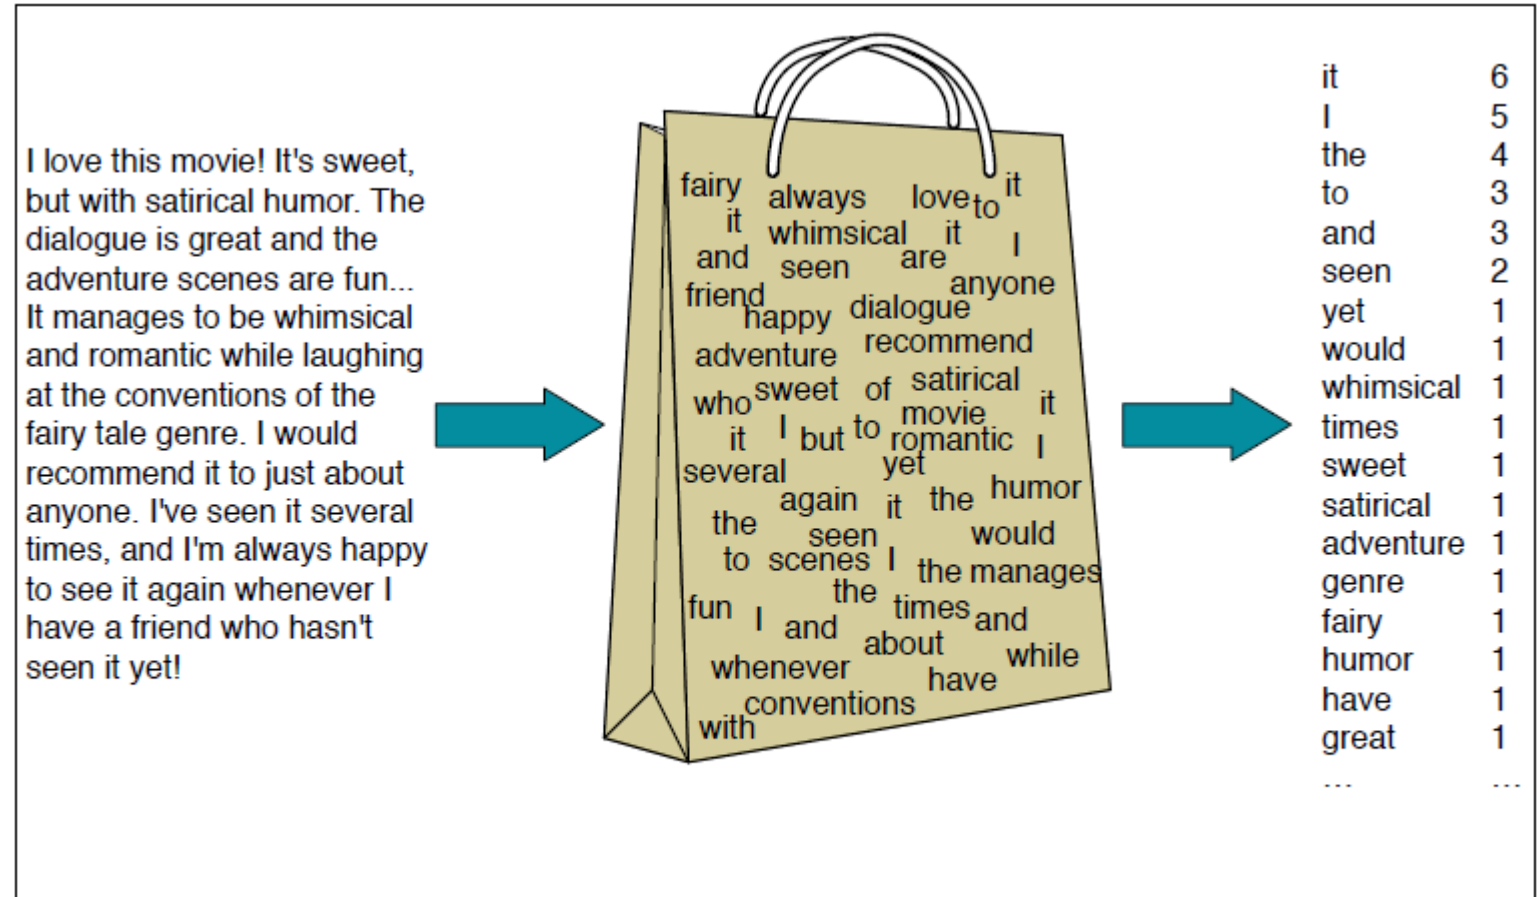 I love this movie! It's sweet,
but with satirical humor. The
dialogue is great and the
adventure scenes are fun...
It manages to be whimsical
and romantic while laughing
at the conventions of the
fairy tale genre. I would
recommend it to just about
anyone. I've seen it several
times, and I'm always happy
to see it again whenever I
have a friend who hasn't
seen it yet!
fairy always love to it
it whimsical it I
and seen are anyone
friend happy dialogue
adventure recommend
who sweet of satirical
it I but to movie it
romantic I
several yet
again it the humor
the seen would
to scenes I the manages
the
fun I and times and
about
whenever have while
conventions
with
it 6
I 5
the 4
to 3
and 3
seen 2
yet 1
would 1
whimsical 1
times 1
sweet 1
satirical 1
adventure 1
genre 1
fairy 1
humor 1
have 1
great 1
... ...